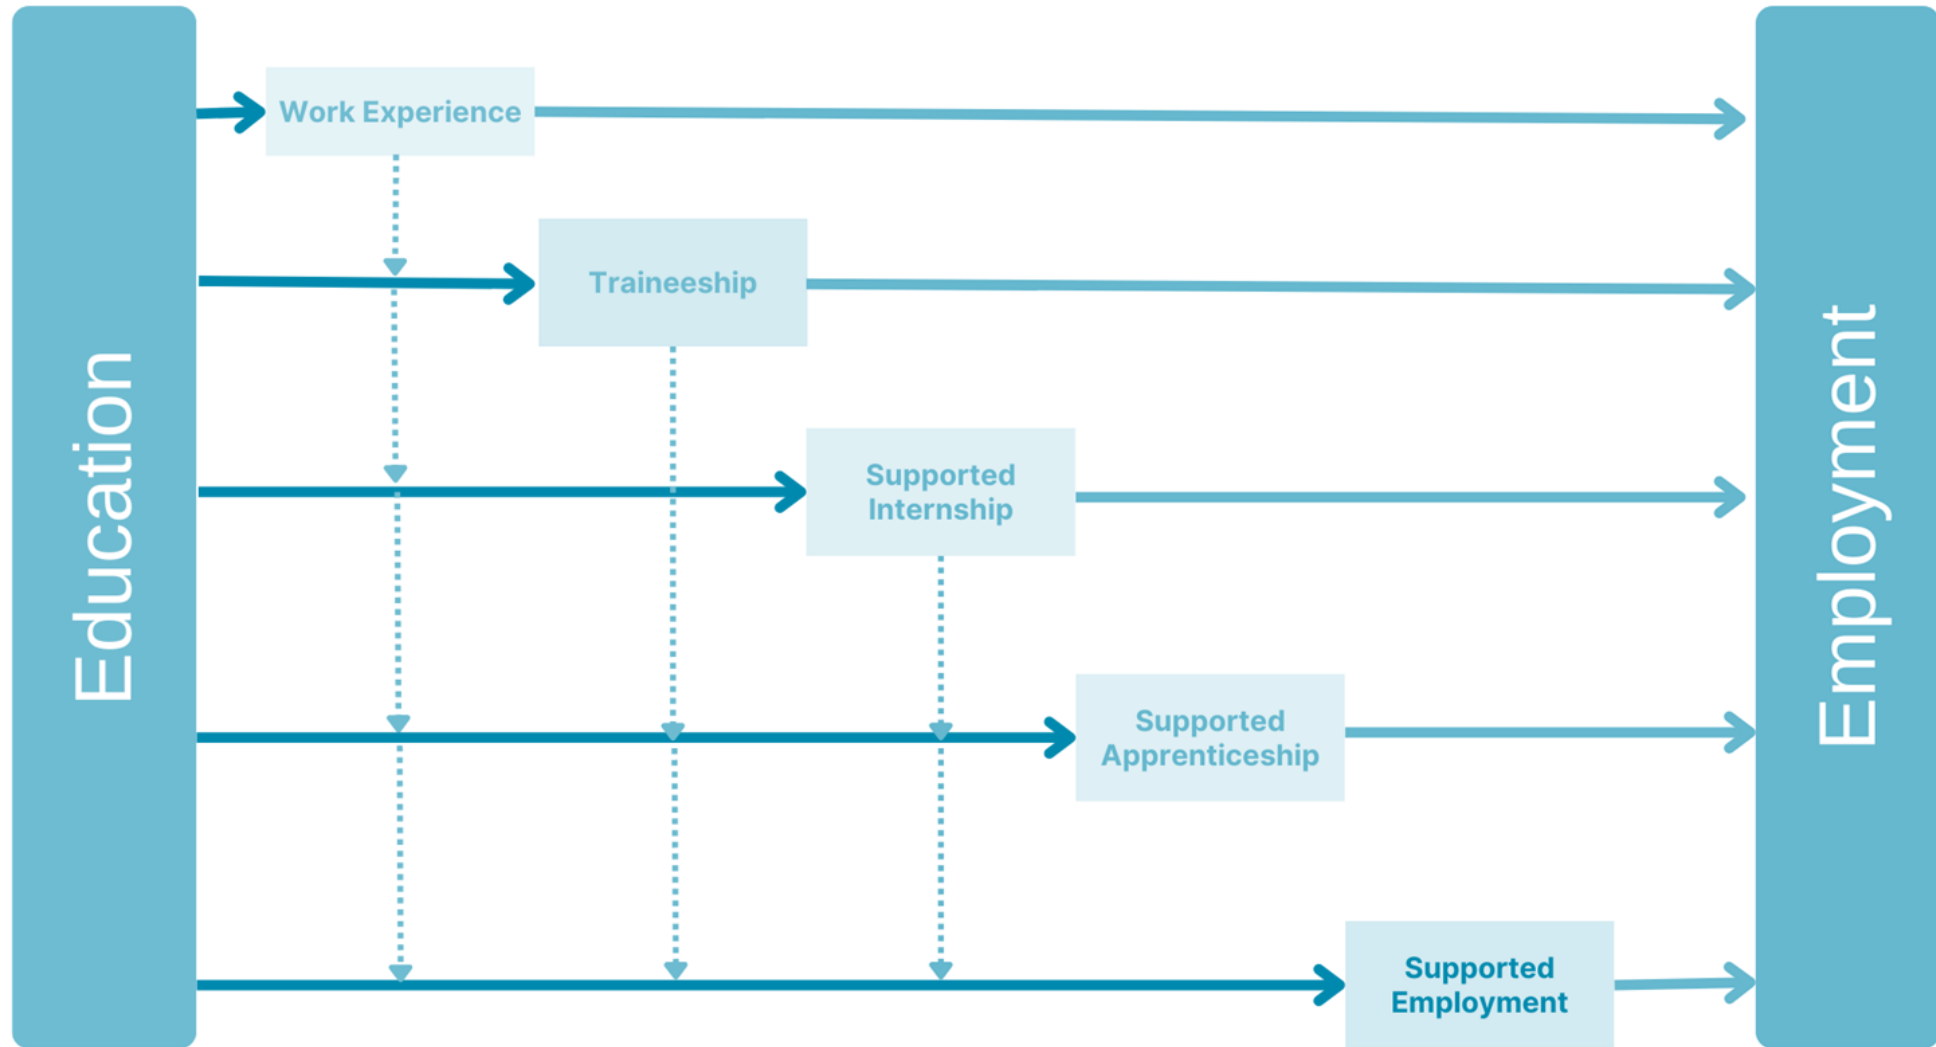 Education
Work Experience
Traineeship
Supported
Internship
Supported
Apprenticeship
Supported
Employment
Employment